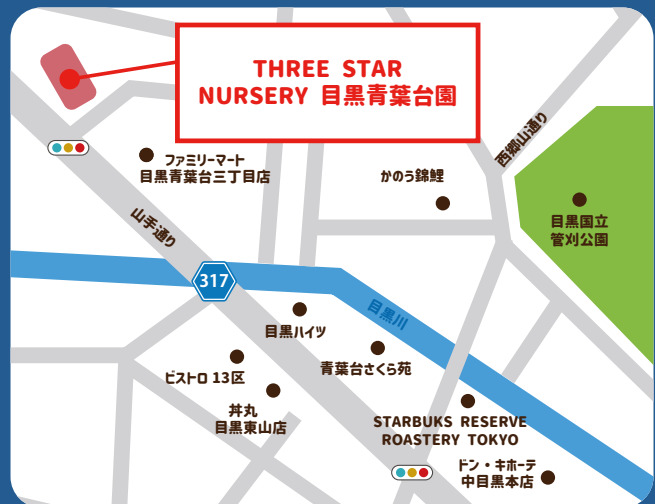 THREE STAR
NURSERY 目黒青葉台園
西郷山通り
ファミリーマート
目黒青葉台三丁目店
かのう錦鯉
山手通り
目黒国立
管刈公園
317
目黒川
目黒ハイツ
青葉台さくら苑
ビストロ 13区
丼丸
目黒東山店
STARBUKS RESERVE
ROASTERY TOKYO
ドン・キホーテ
中目黒本店